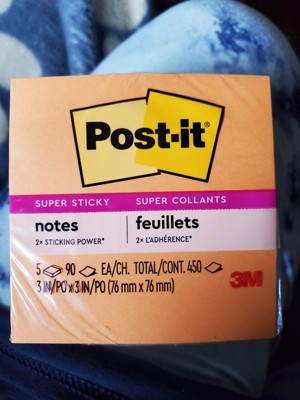 Post-it®
SUPER STICKY SUPER COLLANTS
notes feuillets
2× STICKING POWER* 2× L'ADHÉRENCE*
5 90 EA/CH. TOTAL/CONT. 450
3 IN/PO x 3 IN/PO (76 mm x 76 mm)
3M